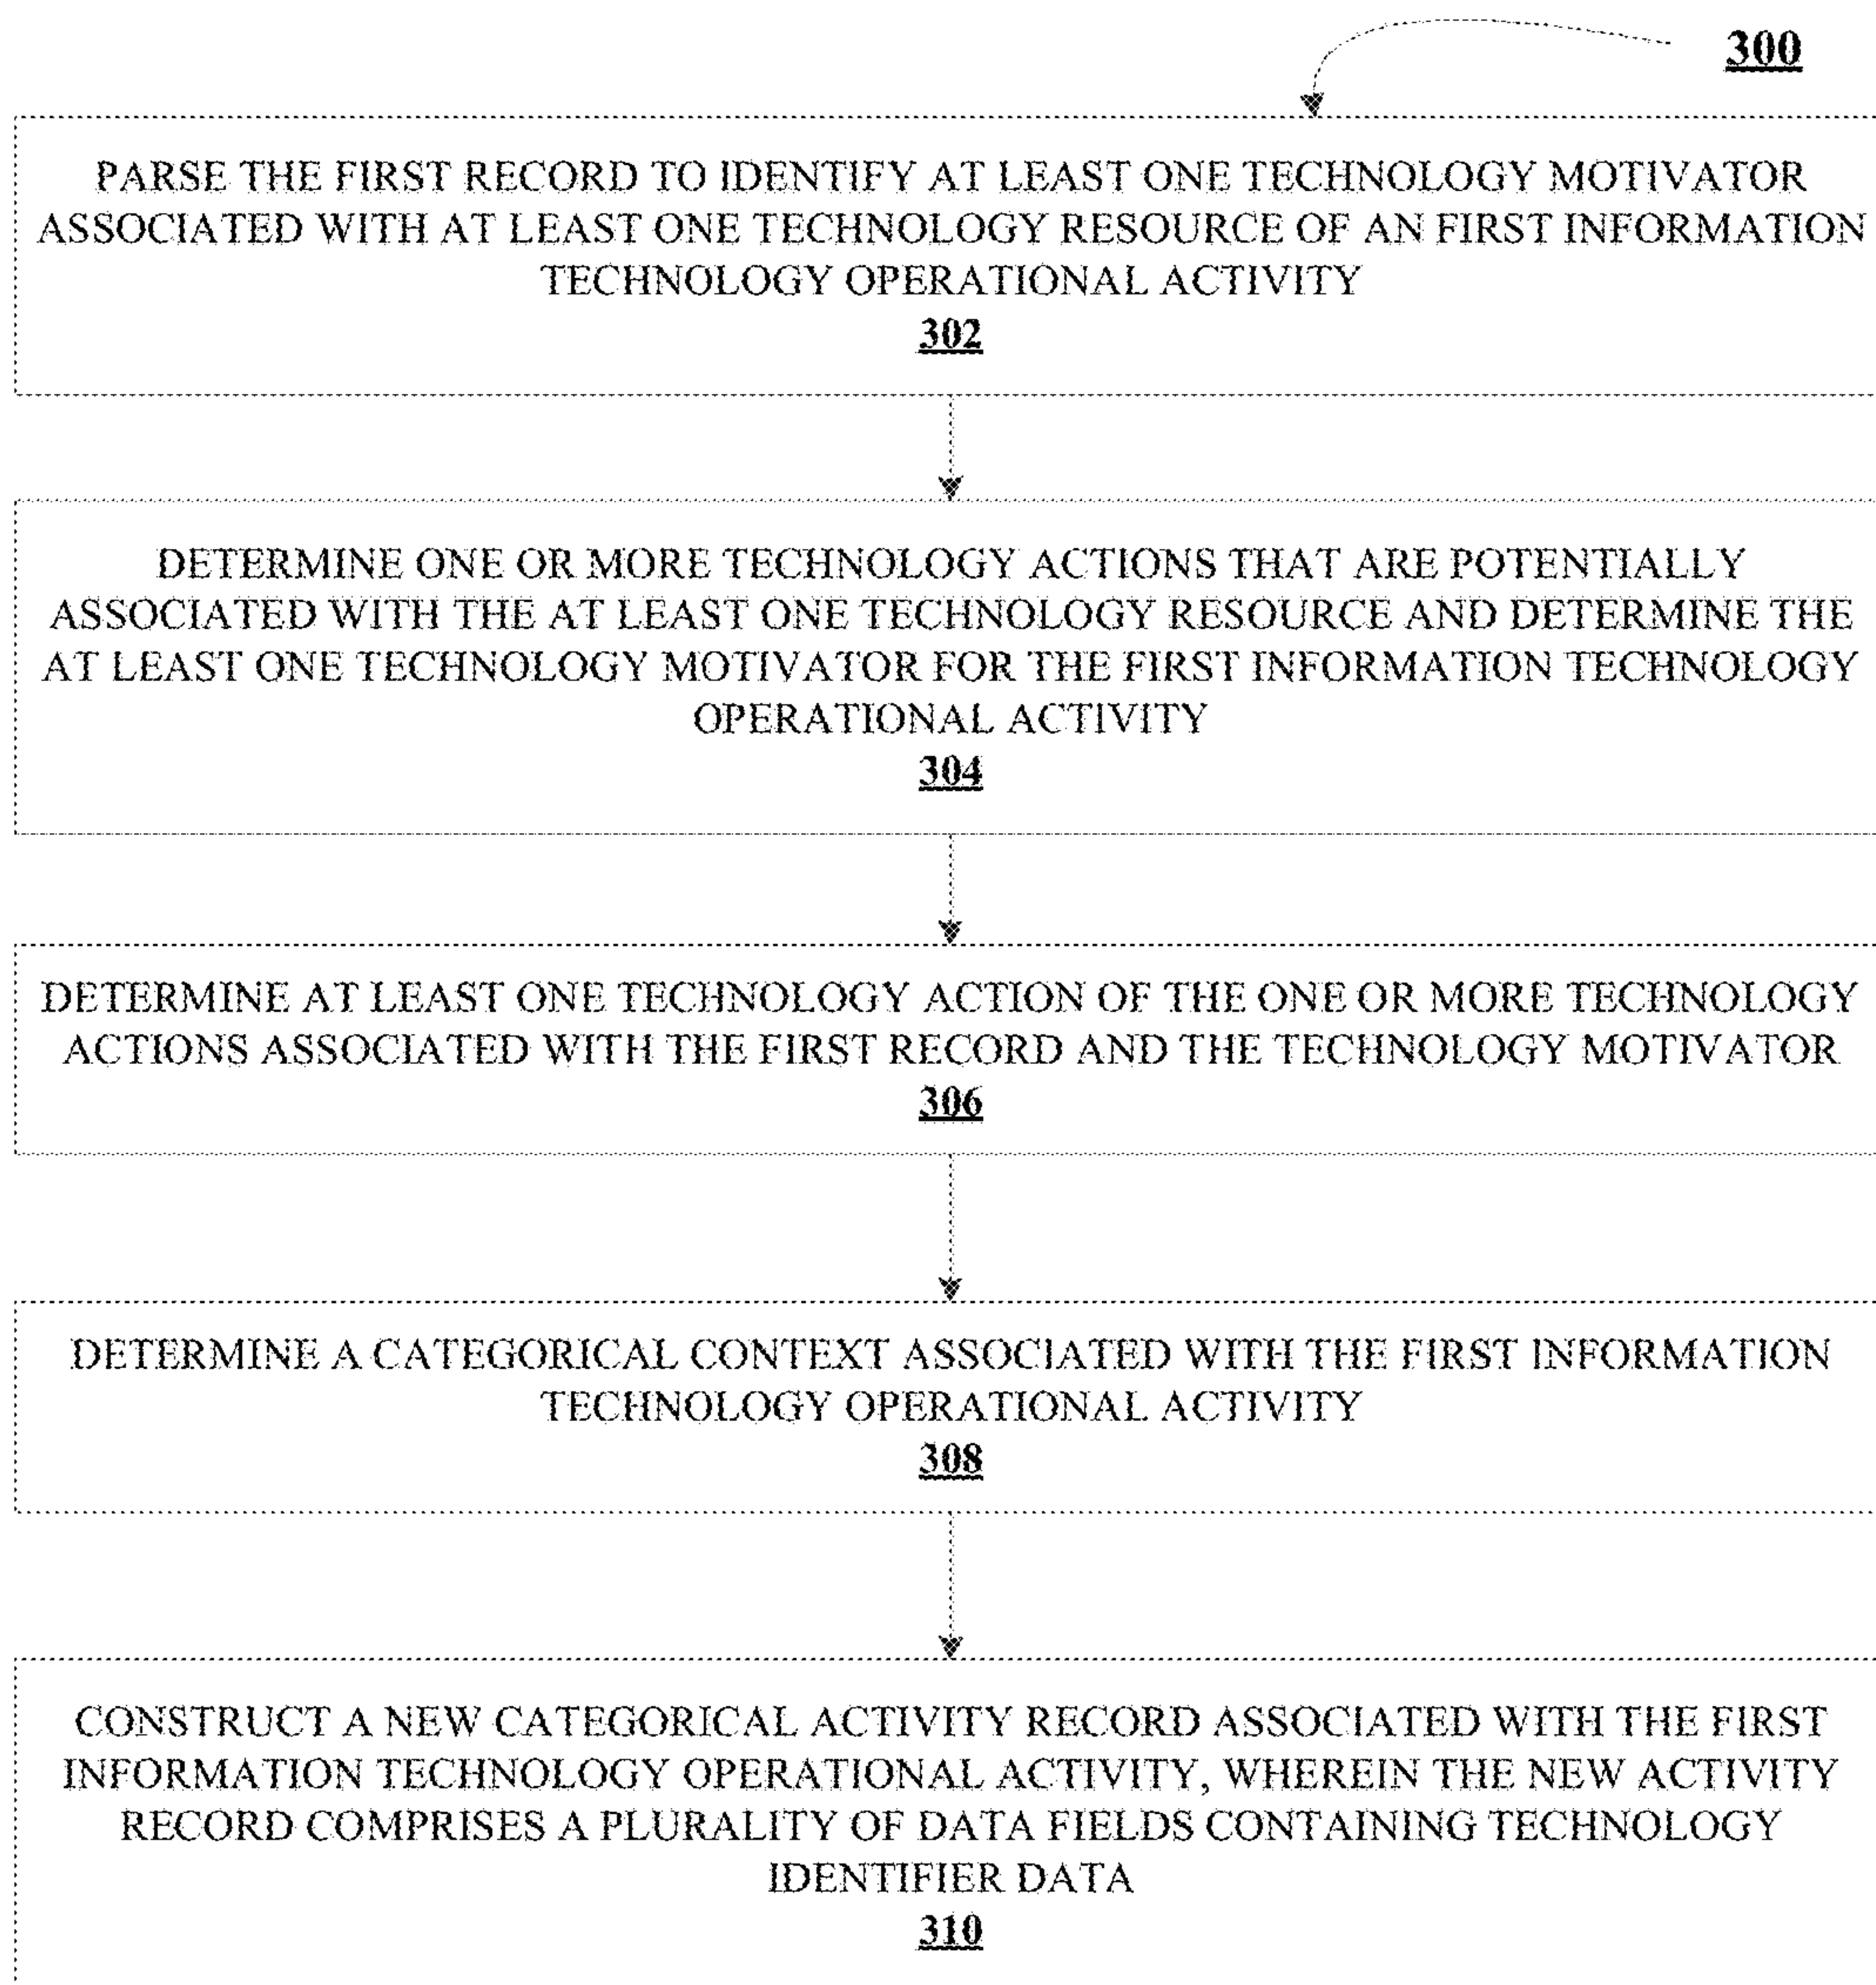 300
PARSE THE FIRST RECORD TO IDENTIFY AT LEAST ONE TECHNOLOGY MOTIVATOR
ASSOCIATED WITH AT LEAST ONE TECHNOLOGY RESOURCE OF AN FIRST INFORMATION
TECHNOLOGY OPERATIONAL ACTIVITY
302
DETERMINE ONE OR MORE TECHNOLOGY ACTIONS THAT ARE POTENTIALLY
ASSOCIATED WITH THE AT LEAST ONE TECHNOLOGY RESOURCE AND DETERMINE THE
AT LEAST ONE TECHNOLOGY MOTIVATOR FOR THE FIRST INFORMATION TECHNOLOGY
OPERATIONAL ACTIVITY
304
DETERMINE AT LEAST ONE TECHNOLOGY ACTION OF THE ONE OR MORE TECHNOLOGY
ACTIONS ASSOCIATED WITH THE FIRST RECORD AND THE TECHNOLOGY MOTIVATOR
306
DETERMINE A CATEGORICAL CONTEXT ASSOCIATED WITH THE FIRST INFORMATION
TECHNOLOGY OPERATIONAL ACTIVITY
308
CONSTRUCT A NEW CATEGORICAL ACTIVITY RECORD ASSOCIATED WITH THE FIRST
INFORMATION TECHNOLOGY OPERATIONAL ACTIVITY, WHEREIN THE NEW ACTIVITY
RECORD COMPRISES A PLURALITY OF DATA FIELDS CONTAINING TECHNOLOGY
IDENTIFIER DATA
310